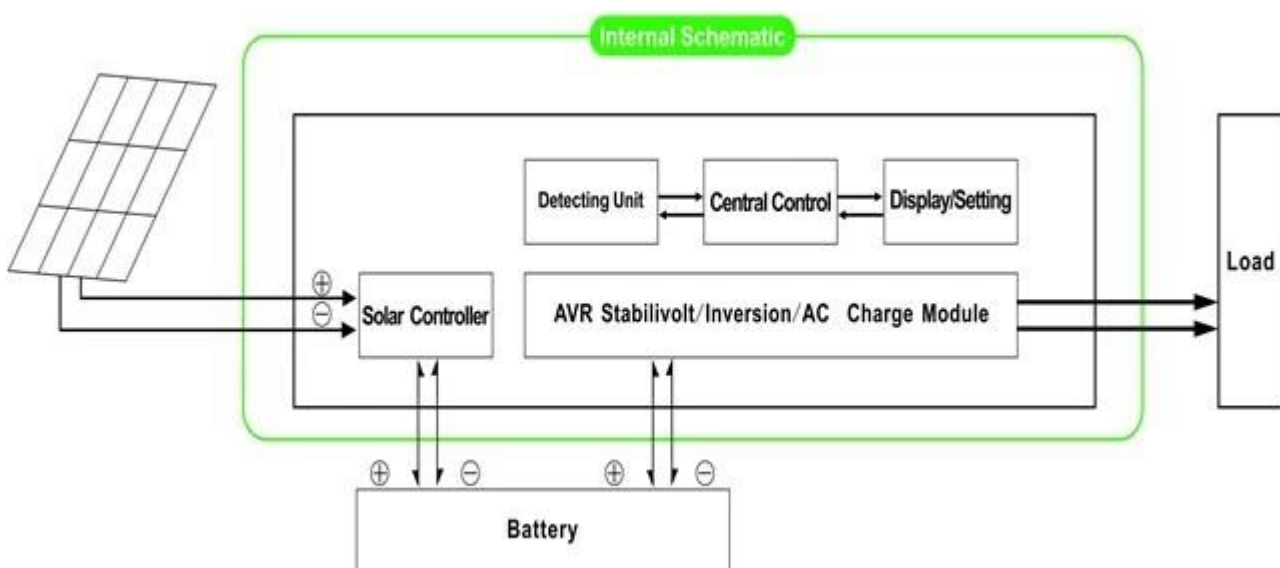 Internal Schematic
Detecting Unit
Central Control
Display/Setting
Load
⊕
⊖
Solar Controller
AVR Stabilivolt/Inversion/AC Charge Module
⊕ ⊖ ⊕ ⊖
Battery